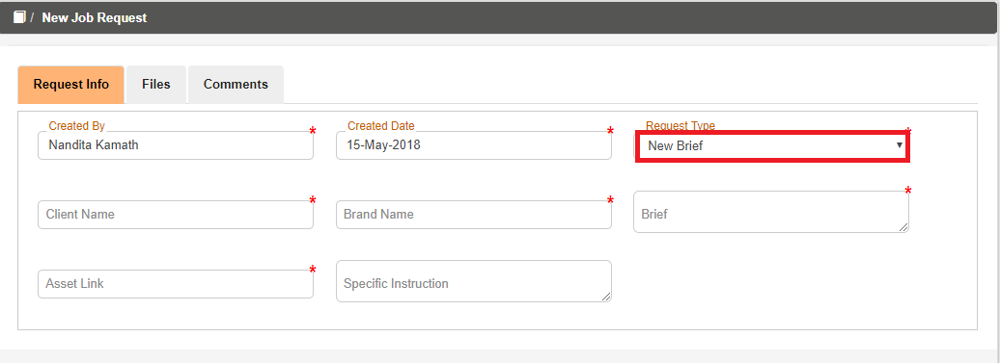 / New Job Request
Request Info Files Comments
Created By * Created Date * Request Type *
Nandita Kamath 15-May-2018 New Brief
* * *
Client Name Brand Name Brief
*
Asset Link Specific Instruction